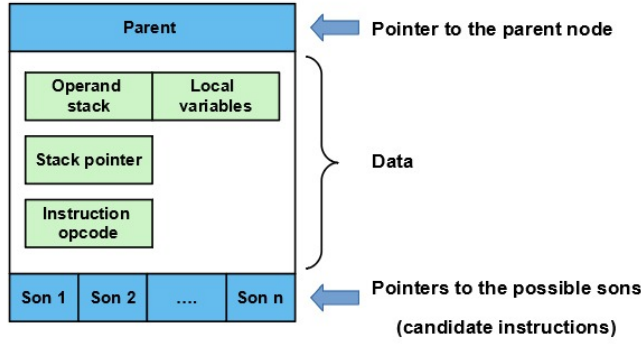 Parent
Pointer to the parent node
Operand
stack
Local
variables
Stack pointer
Instruction
opcode
Data
Son 1
Son 2
....
Son n
Pointers to the possible sons
(candidate instructions)